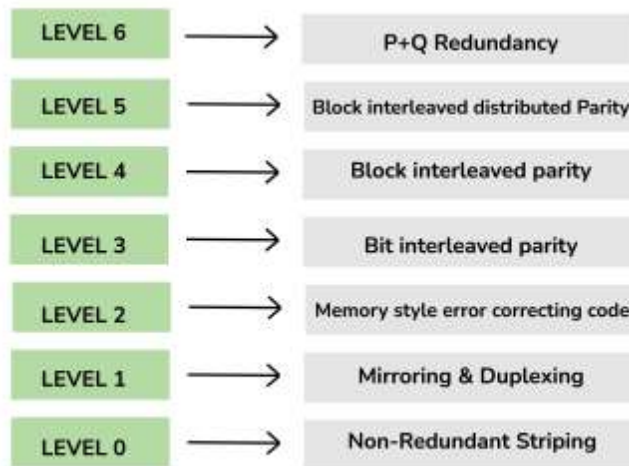 LEVEL 6
P+Q Redundancy
LEVEL 5
Block interleaved distributed Parity
LEVEL 4
Block interleaved parity
LEVEL 3
Bit interleaved parity
LEVEL 2
Memory style error correcting code
LEVEL 1
Mirroring & Duplexing
LEVEL 0
Non-Redundant Striping